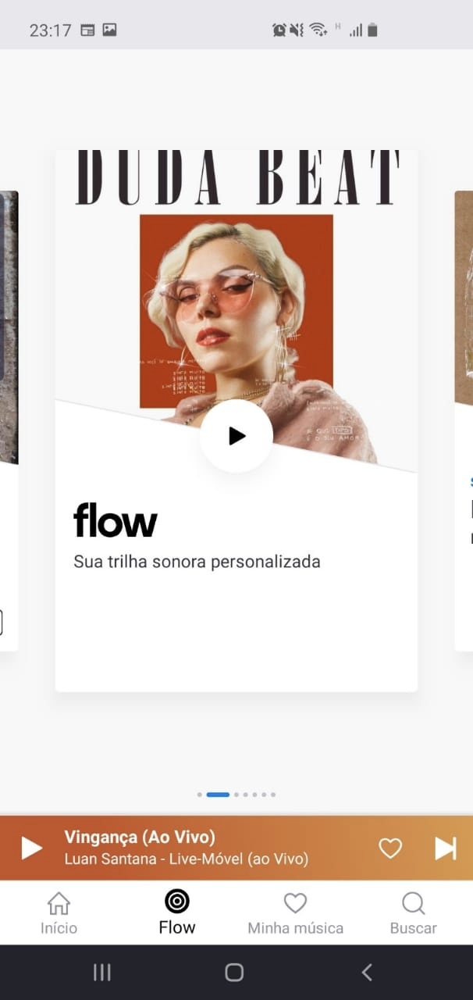 23:17
H
DUDA BEAT
flow
Sua trilha sonora personalizada
Vingança (Ao Vivo)
Luan Santana - Live-Móvel (ao Vivo)
Início
Flow
Minha música
Buscar